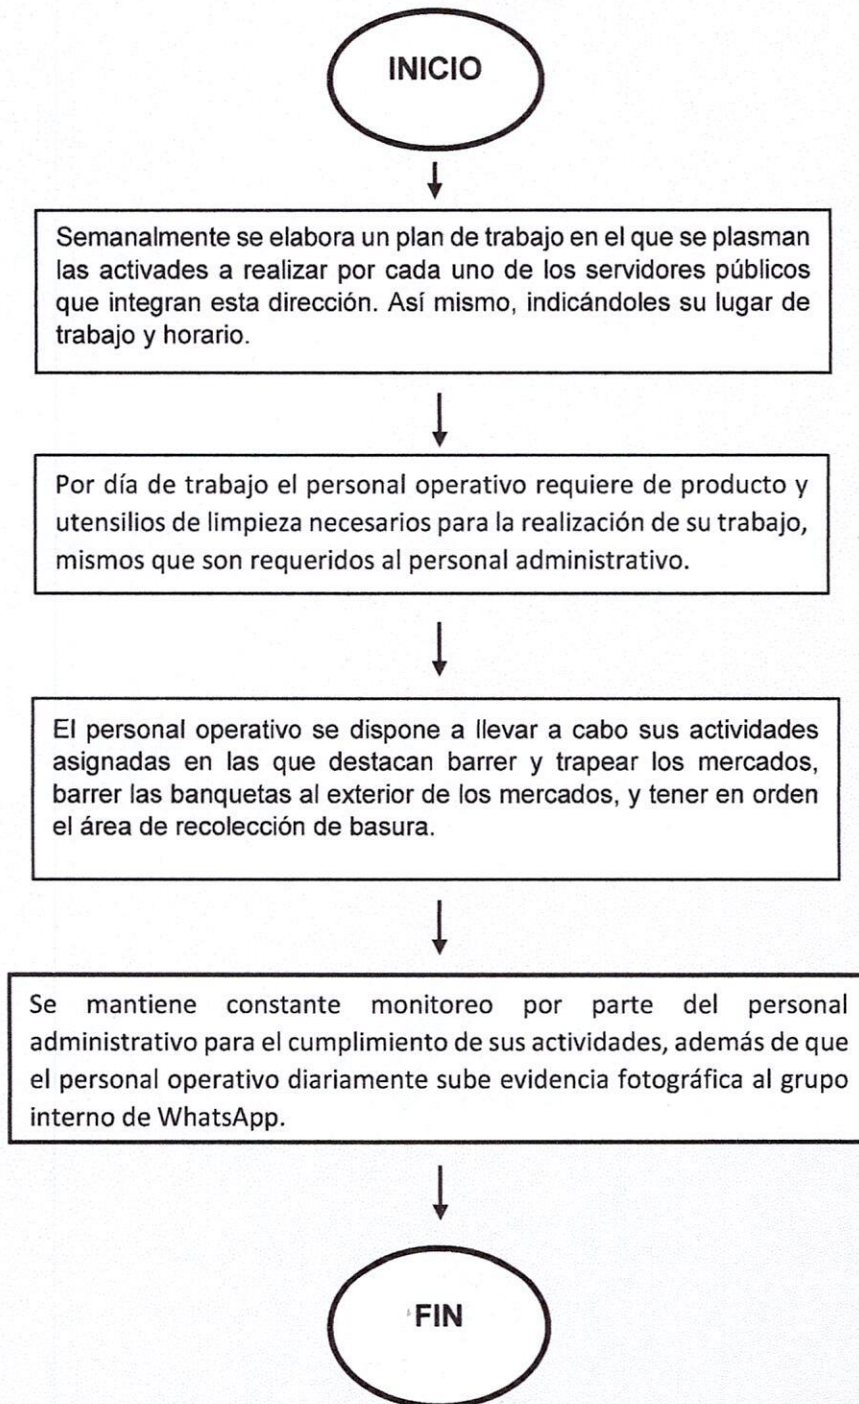 INICIO
Semanalmente se elabora un plan de trabajo en el que se plasman
las activades a realizar por cada uno de los servidores públicos
que integran esta dirección. Así mismo, indicándoles su lugar de
trabajo y horario.
Por día de trabajo el personal operativo requiere de producto y
utensilios de limpieza necesarios para la realización de su trabajo,
mismos que son requeridos al personal administrativo.
El personal operativo se dispone a llevar a cabo sus actividades
asignadas en las que destacan barrer y trapear los mercados,
barrer las banquetas al exterior de los mercados, y tener en orden
el área de recolección de basura.
Se mantiene constante monitoreo por parte del personal
administrativo para el cumplimiento de sus actividades, además de que
el personal operativo diariamente sube evidencia fotográfica al grupo
interno de WhatsApp.
FIN